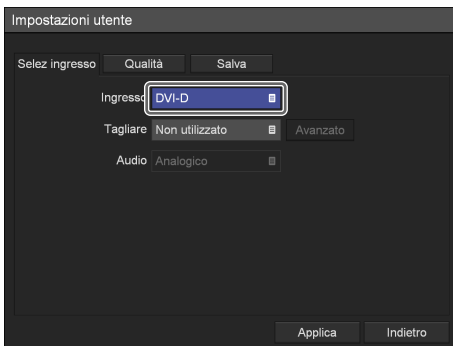 Impostazioni utente
Selez ingresso Qualità Salva
Ingresso DVI-D
Tagliare Non utilizzato Avanzato
Audio Analogico
Applica Indietro